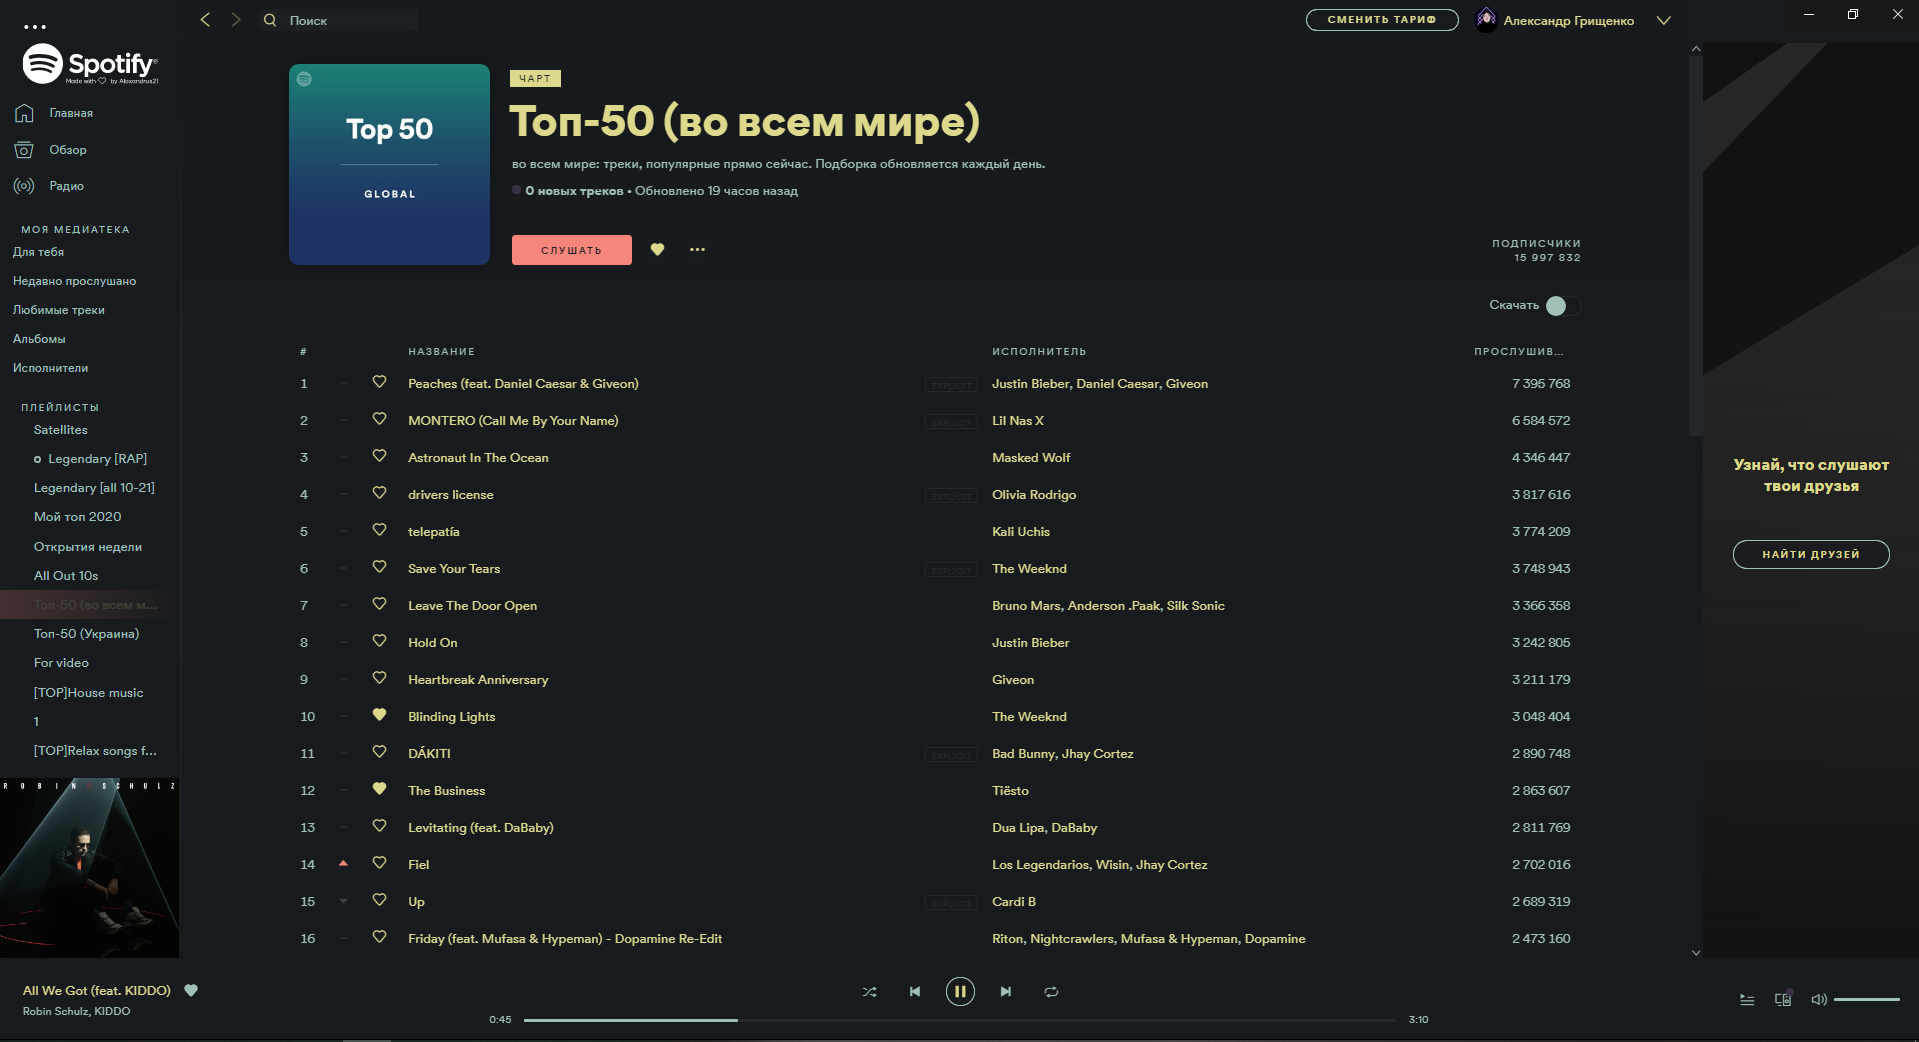 Поиск
СМЕНИТЬ ТАРИФ
Александр Грищенко
Spotify®
Made with ♡ by Alexandrus21
Главная
Обзор
Радио
МОЯ МЕДИАТЕКА
Для тебя
Недавно прослушано
Любимые треки
Альбомы
Исполнители
ПЛЕЙЛИСТЫ
Satellites
Legendary [RAP]
Legendary [all 10-21]
Мой топ 2020
Открытия недели
All Out 10s
Топ-50 (во всем м...
Топ-50 (Украина)
For video
[TOP]House music
1
[TOP]Relax songs f...
ROBIN SCHULZ
Top 50
GLOBAL
ЧАРТ
Топ-50 (во всем мире)
во всем мире: треки, популярные прямо сейчас. Подборка обновляется каждый день.
0 новых треков • Обновлено 19 часов назад
СЛУШАТЬ
ПОДПИСЧИКИ
15 997 832
Скачать
# НАЗВАНИЕ ИСПОЛНИТЕЛЬ ПРОСЛУШИВ...
1 Peaches (feat. Daniel Caesar & Giveon) EXPLICIT Justin Bieber, Daniel Caesar, Giveon 7 395 768
2 MONTERO (Call Me By Your Name) EXPLICIT Lil Nas X 6 584 572
3 Astronaut In The Ocean Masked Wolf 4 346 447
4 drivers license EXPLICIT Olivia Rodrigo 3 817 616
5 telepatía Kali Uchis 3 774 209
6 Save Your Tears EXPLICIT The Weeknd 3 748 943
7 Leave The Door Open Bruno Mars, Anderson .Paak, Silk Sonic 3 366 358
8 Hold On Justin Bieber 3 242 805
9 Heartbreak Anniversary Giveon 3 211 179
10 Blinding Lights The Weeknd 3 048 404
11 DÁKITI EXPLICIT Bad Bunny, Jhay Cortez 2 890 748
12 The Business Tiësto 2 863 607
13 Levitating (feat. DaBaby) Dua Lipa, DaBaby 2 811 769
14 Fiel Los Legendarios, Wisin, Jhay Cortez 2 702 016
15 Up EXPLICIT Cardi B 2 689 319
16 Friday (feat. Mufasa & Hypeman) - Dopamine Re-Edit Riton, Nightcrawlers, Mufasa & Hypeman, Dopamine 2 473 160
Узнай, что слушают
твои друзья
НАЙТИ ДРУЗЕЙ
All We Got (feat. KIDDO)
Robin Schulz, KIDDO
0:45
3:10